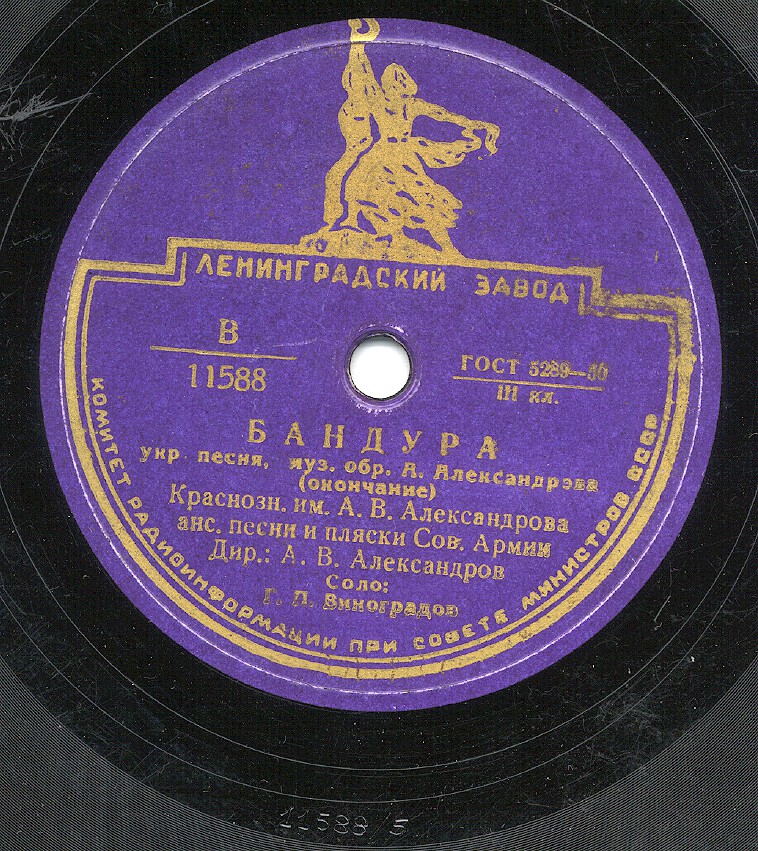 ЛЕНИНГРАДСКИЙ ЗАВОД
В
11588
ГОСТ 5289—50
III кл.
БАНДУРА
укр. песня, муз. обр. А. Александрова
(окончание)
Краснозн. им. А. В. Александрова
анс. песни и пляски Сов. Армии
Дир.: А. В. Александров
Соло:
Г. П. Виноградов
КОМИТЕТ РАДИОИНФОРМАЦИИ ПРИ СОВЕТЕ МИНИСТРОВ СССР
11588/5